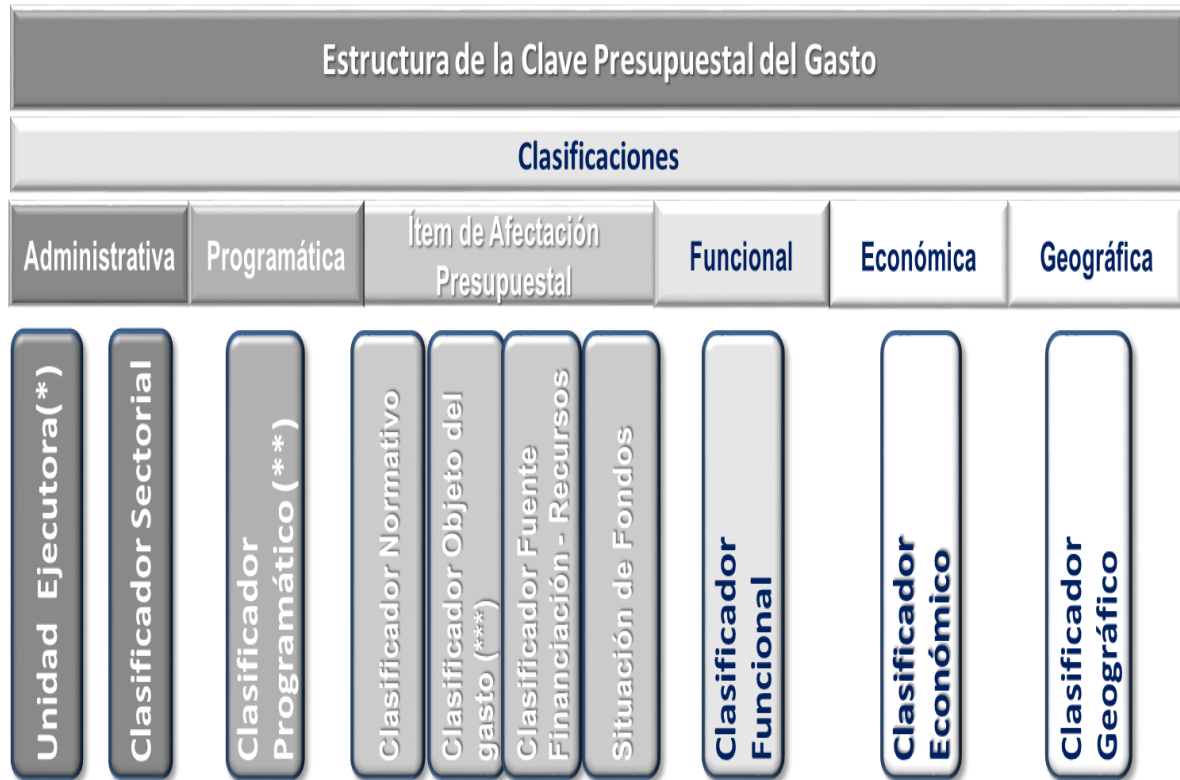 Estructura de la Clave Presupuestal del Gasto
Clasificaciones
Administrativa
Programática
Ítem de Afectación
Presupuestal
Funcional
Económica
Geográfica
Unidad Ejecutora(*)
Clasificador Sectorial
Clasificador
Programático(**)
Clasificador Normativo
Clasificador Objeto del
gasto (***)
Clasificador Fuente
Financiación - Recursos
Situación de Fondos
Clasificador
Funcional
Clasificador
Económico
Clasificador
Geográfico